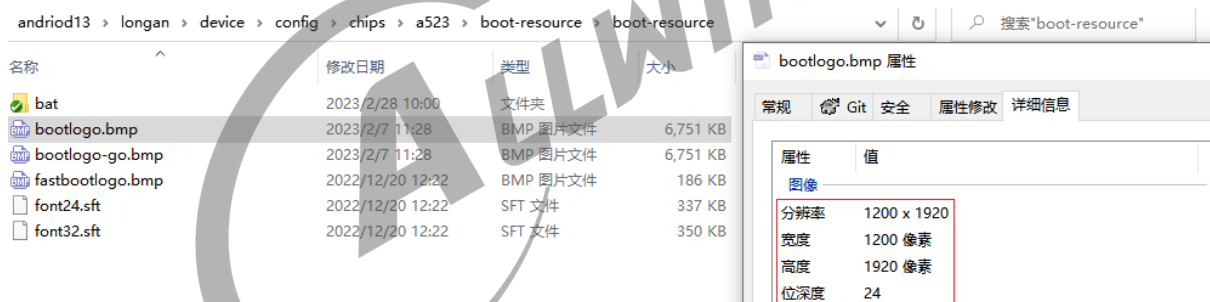 andriod13 › longan › device › config › chips › a523 › boot-resource › boot-resource
搜索"boot-resource"
名称 修改日期 类型 大小
bat 2023/2/28 10:00 文件夹
bootlogo.bmp 2023/2/7 11:28 BMP 图片文件 6,751 KB
bootlogo-go.bmp 2023/2/7 11:28 BMP 图片文件 6,751 KB
fastbootlogo.bmp 2022/12/20 12:22 BMP 图片文件 186 KB
font24.sft 2022/12/20 12:22 SFT 文件 337 KB
font32.sft 2022/12/20 12:22 SFT 文件 350 KB
bootlogo.bmp 属性
常规 Git 安全 属性修改 详细信息
属性 值
图像
分辨率 1200 x 1920
宽度 1200 像素
高度 1920 像素
位深度 24